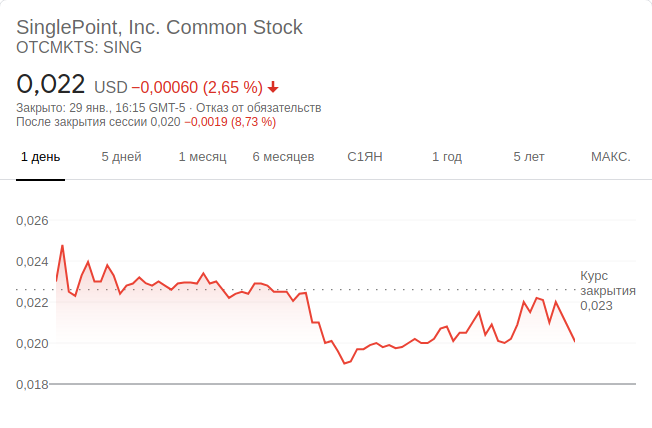 SinglePoint, Inc. Common Stock
OTCMKTS: SING
0,022 USD −0,00060 (2,65 %)
Закрыто: 29 янв., 16:15 GMT-5 · Отказ от обязательств
После закрытия сессии 0,020 −0,0019 (8,73 %)
1 день 5 дней 1 месяц 6 месяцев С1ЯН 1 год 5 лет МАКС.
0,026
0,024
0,022
0,020
0,018
Курс
закрытия
0,023